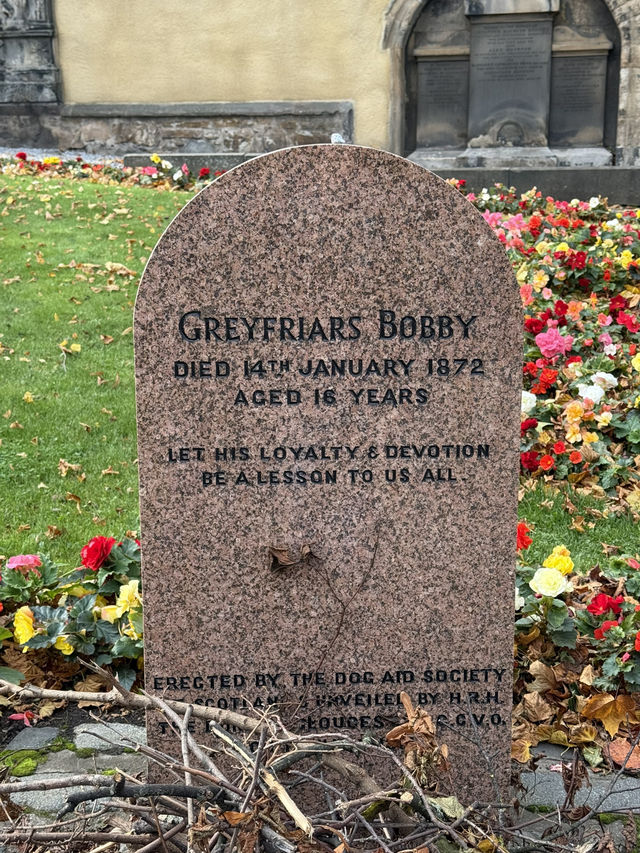 GREYFRIARS BOBBY
DIED 14TH JANUARY 1872
AGED 16 YEARS
LET HIS LOYALTY & DEVOTION
BE A LESSON TO US ALL.
ERECTED BY THE DOG AID SOCIETY
UNVEILED BY H.R.H.
G.C.V.O.